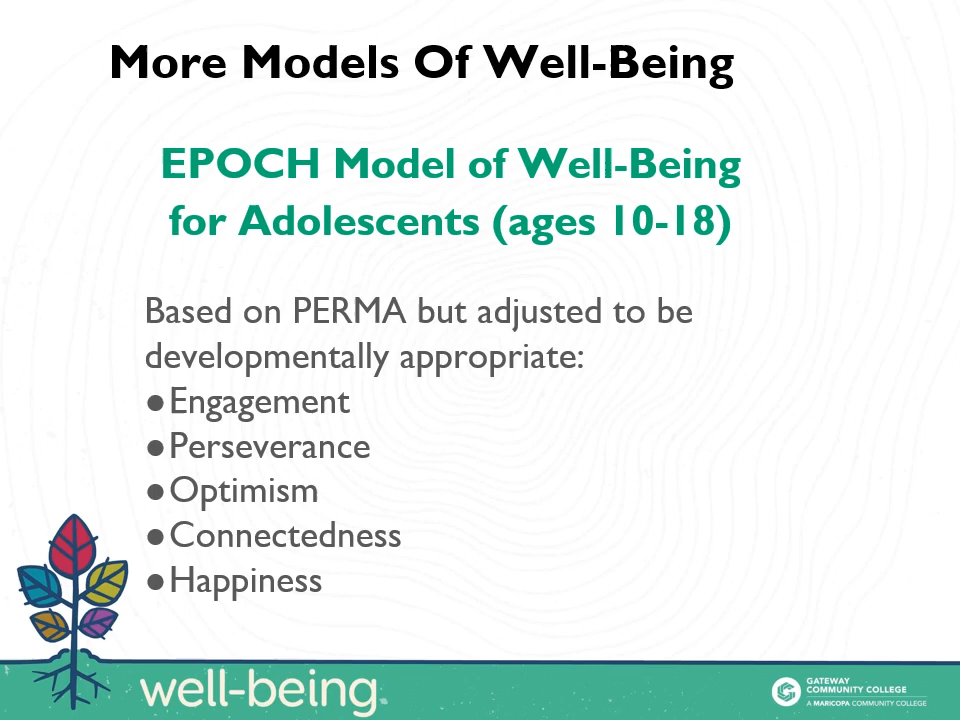 More Models Of Well-Being
EPOCH Model of Well-Being
for Adolescents (ages 10-18)
Based on PERMA but adjusted to be
developmentally appropriate:
●Engagement
●Perseverance
●Optimism
●Connectedness
●Happiness
well-being.
GATEWAY
COMMUNITY COLLEGE
A MARICOPA COMMUNITY COLLEGE